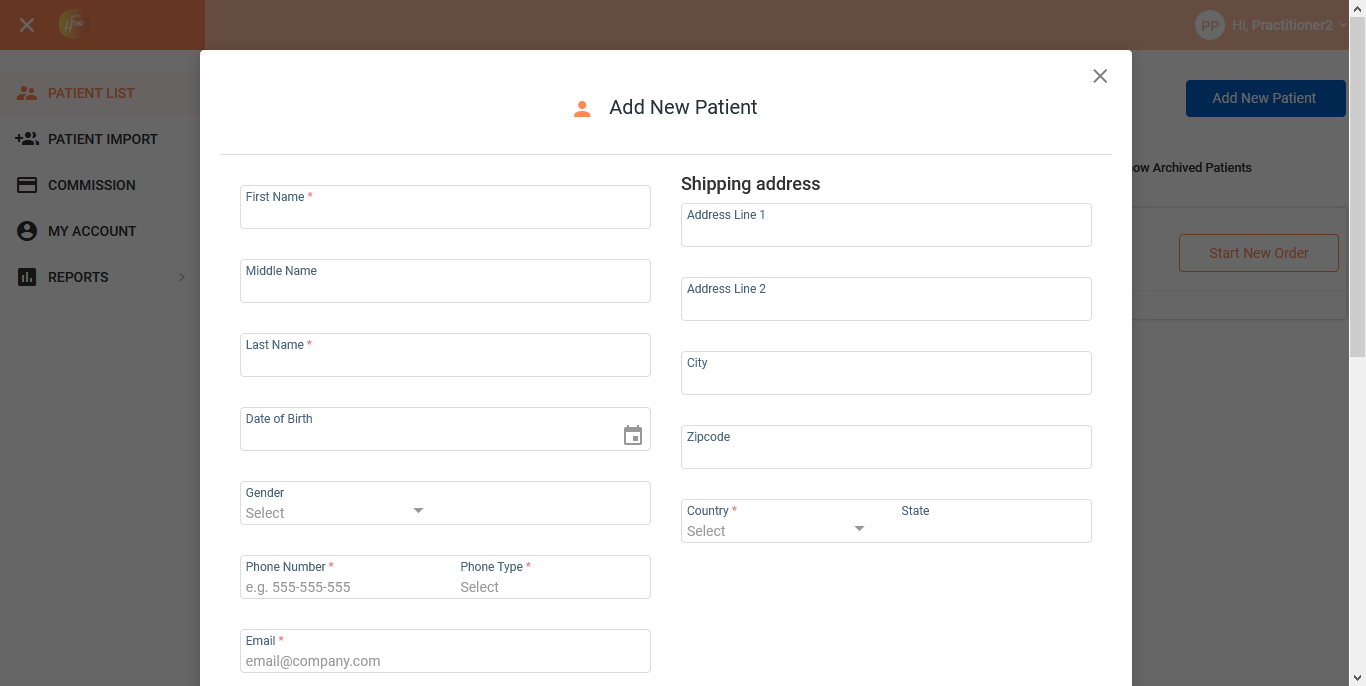 PP Hi, Practitioner2
PATIENT LIST
PATIENT IMPORT
COMMISSION
MY ACCOUNT
REPORTS
Add New Patient
Add New Patient
Archived Patients
Start New Order
First Name *
Middle Name
Last Name *
Date of Birth
Gender
Select
Phone Number * Phone Type *
e.g. 555-555-555 Select
Email *
email@company.com
Shipping address
Address Line 1
Address Line 2
City
Zipcode
Country * State
Select